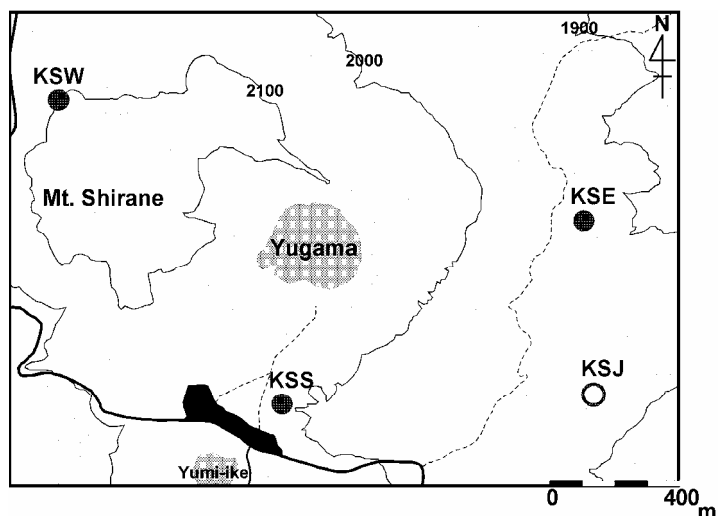 N
1900
2000
KSW
2100
Mt. Shirane
KSE
Yugama
KSJ
KSS
Yumi-ike
0 400
m